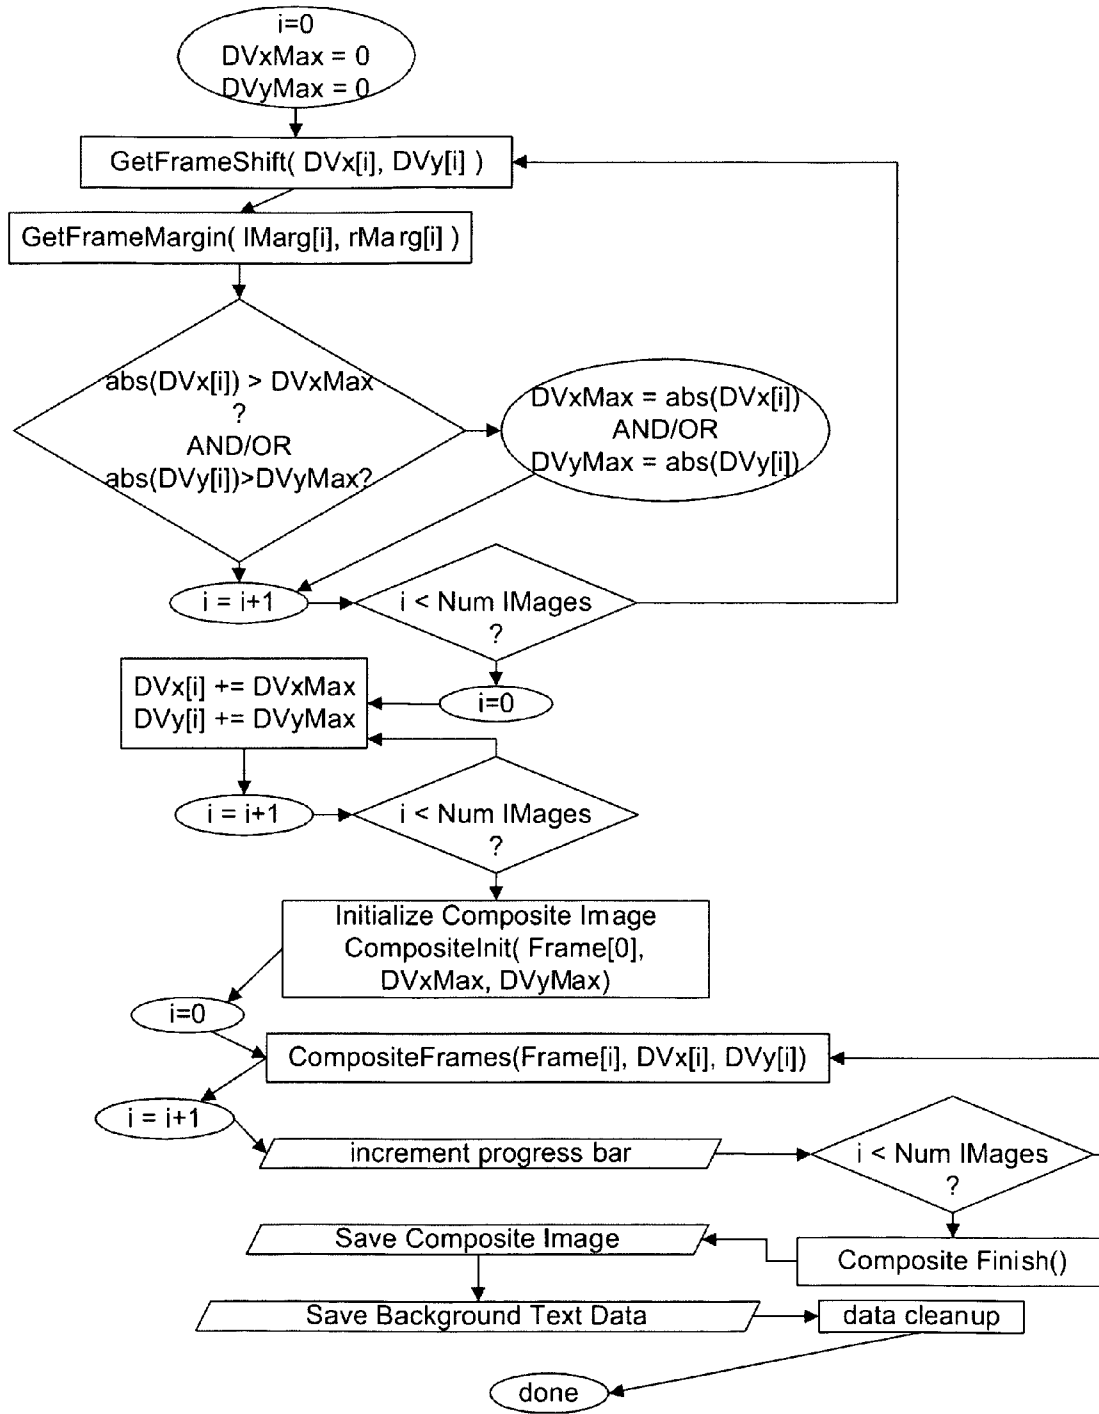 i=0
DVxMax = 0
DVyMax = 0
GetFrameShift( DVx[i], DVy[i] )
GetFrameMargin( lMarg[i], rMarg[i] )
abs(DVx[i]) > DVxMax
?
AND/OR
abs(DVy[i])>DVyMax?
DVxMax = abs(DVx[i])
AND/OR
DVyMax = abs(DVy[i])
i = i+1
i < Num IMages
?
i=0
DVx[i] += DVxMax
DVy[i] += DVyMax
i = i+1
i < Num IMages
?
Initialize Composite Image
CompositeInit( Frame[0],
DVxMax, DVyMax)
i=0
CompositeFrames(Frame[i], DVx[i], DVy[i])
i = i+1
increment progress bar
i < Num IMages
?
Composite Finish()
Save Composite Image
Save Background Text Data
data cleanup
done